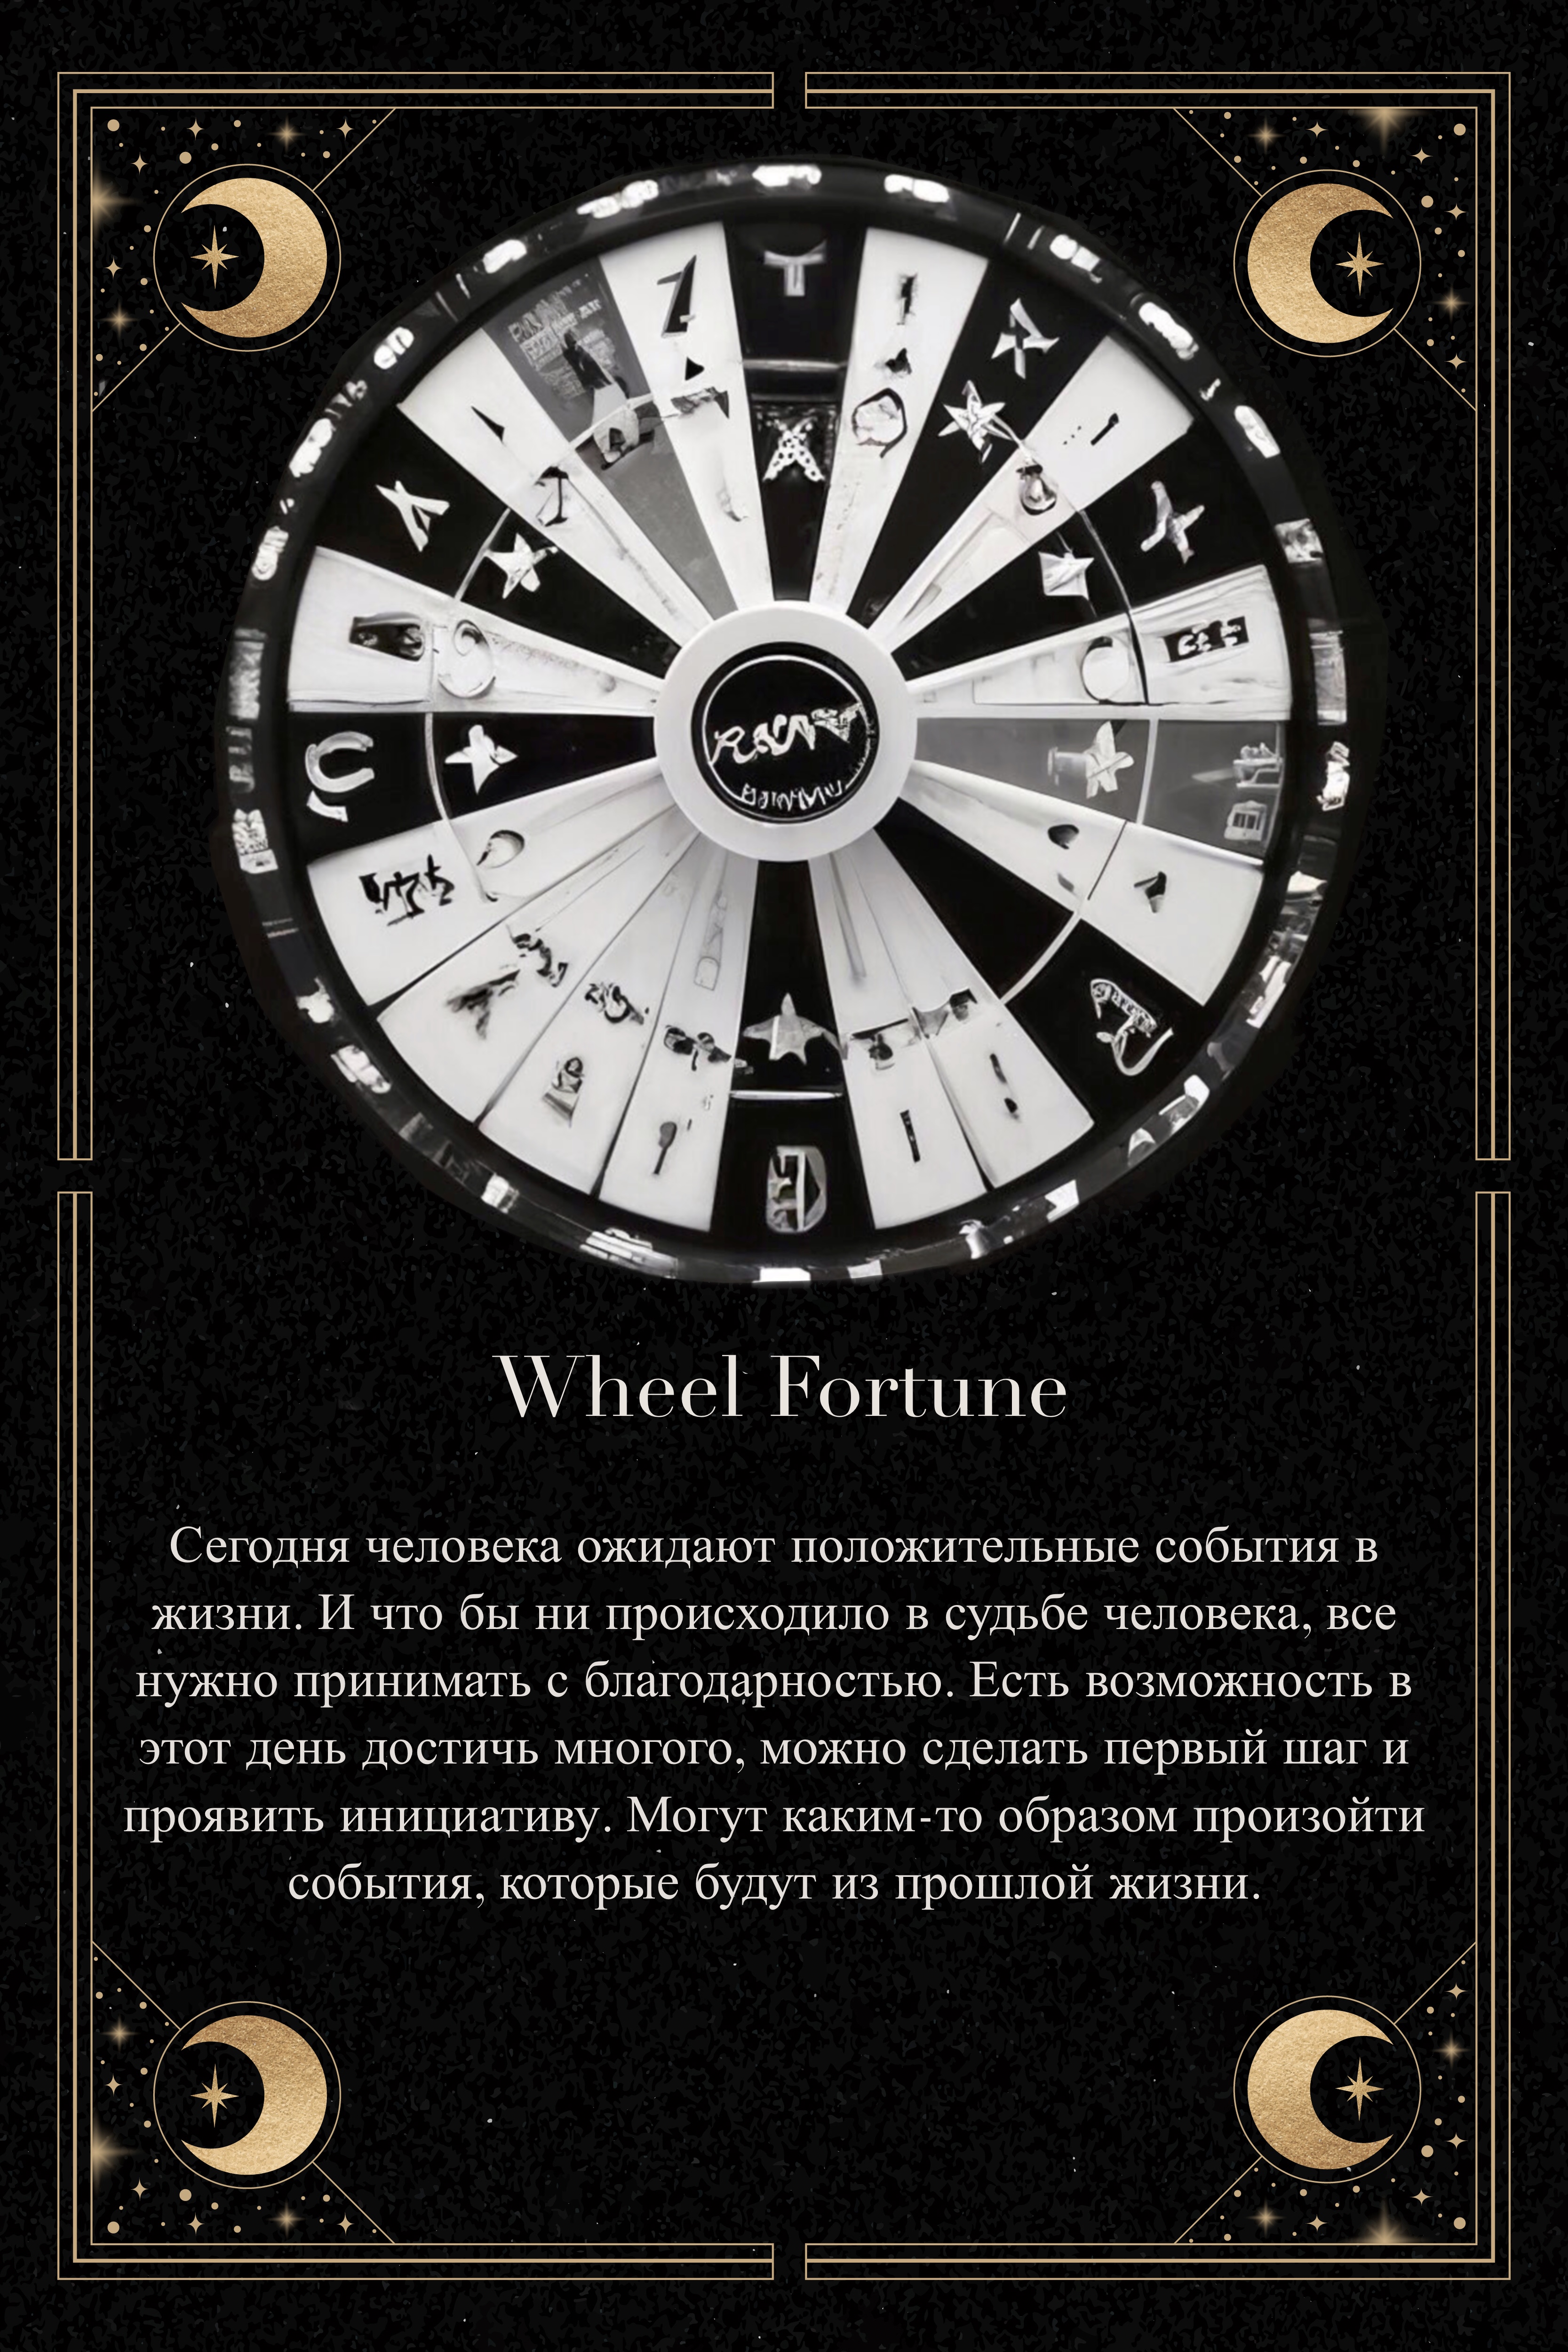 Wheel Fortune
Сегодня человека ожидают положительные события в
жизни. И что бы ни происходило в судьбе человека, все
нужно принимать с благодарностью. Есть возможность в
этот день достичь многого, можно сделать первый шаг и
проявить инициативу. Могут каким-то образом произойти
события, которые будут из прошлой жизни.